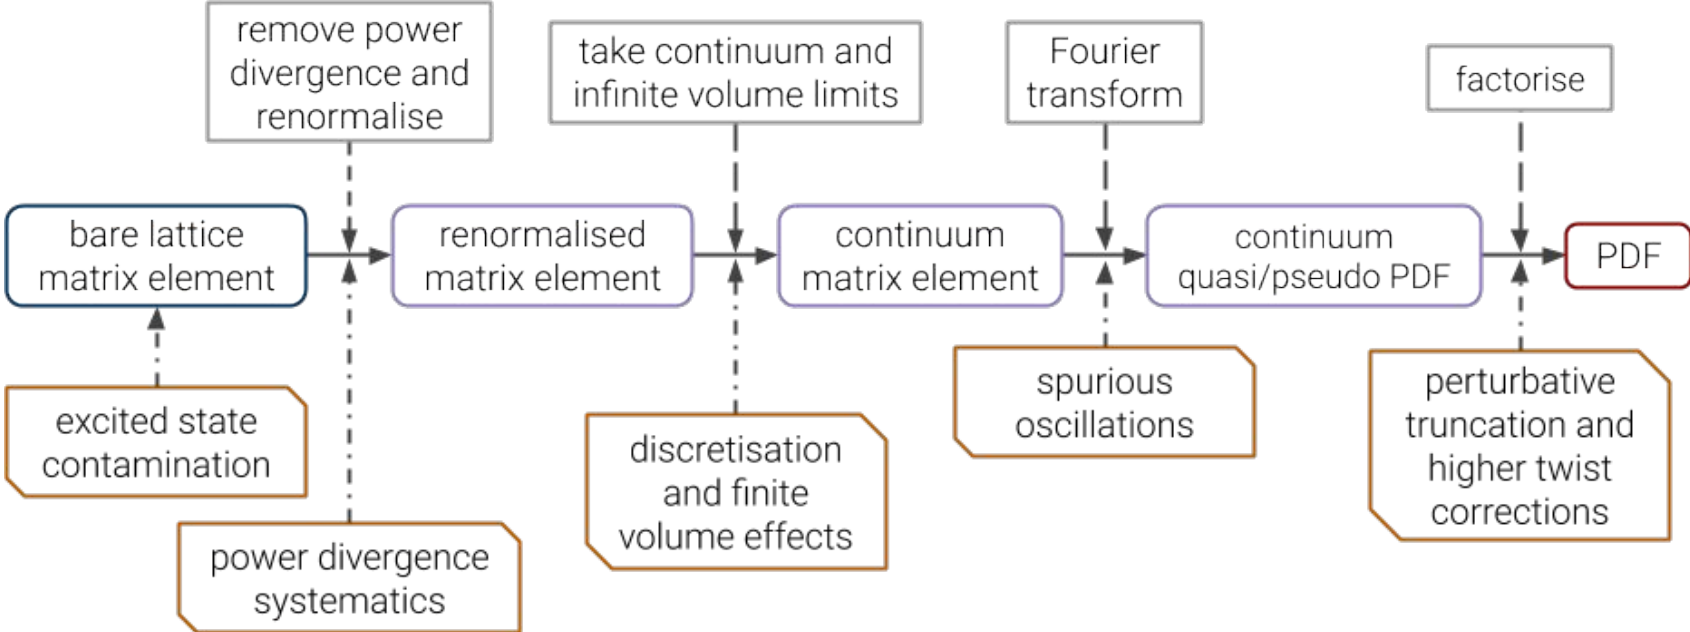 remove power
divergence and
renormalise
take continuum and
infinite volume limits
Fourier
transform
factorise
bare lattice
matrix element
renormalised
matrix element
continuum
matrix element
continuum
quasi/pseudo PDF
PDF
excited state
contamination
power divergence
systematics
discretisation
and finite
volume effects
spurious
oscillations
perturbative
truncation and
higher twist
corrections